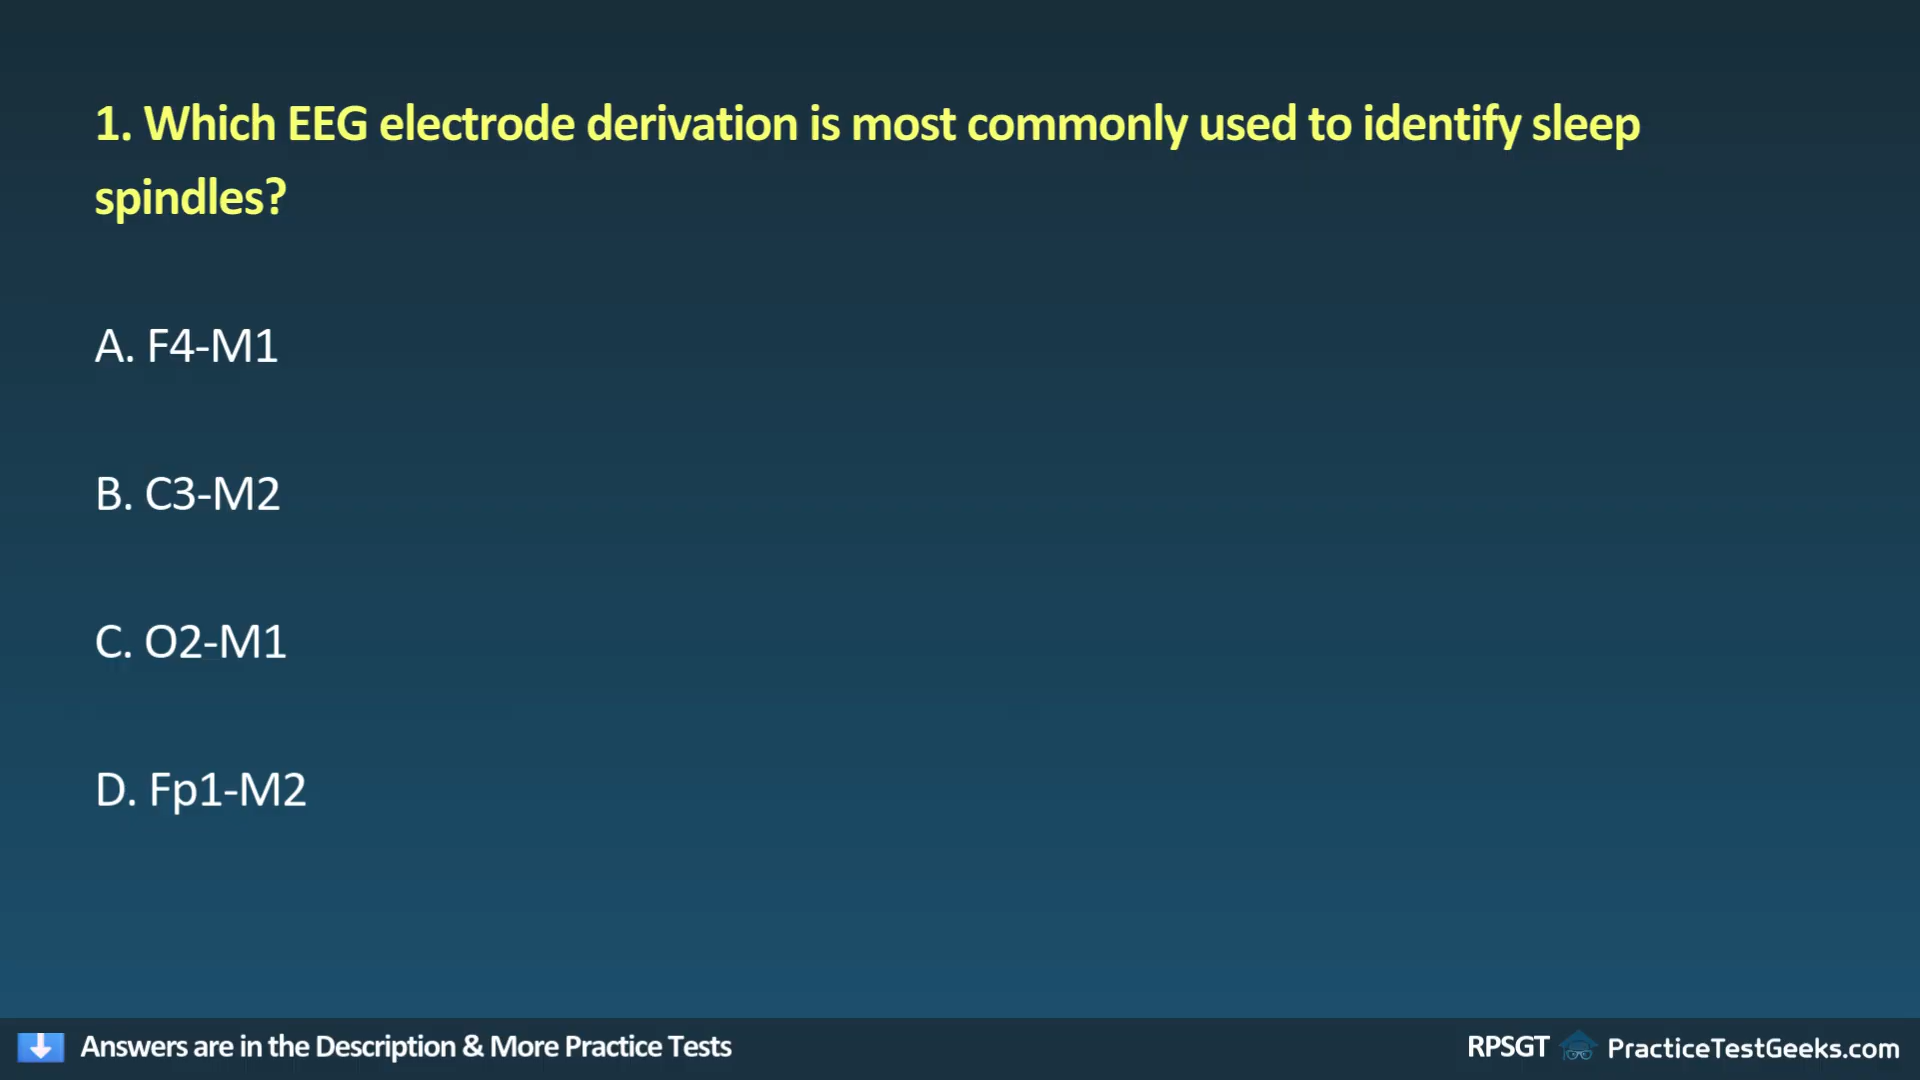 1. Which EEG electrode derivation is most commonly used to identify sleep
spindles?
A. F4-M1
B. C3-M2
C. O2-M1
D. Fp1-M2
Answers are in the Description & More Practice Tests
RPSGT PracticeTestGeeks.com